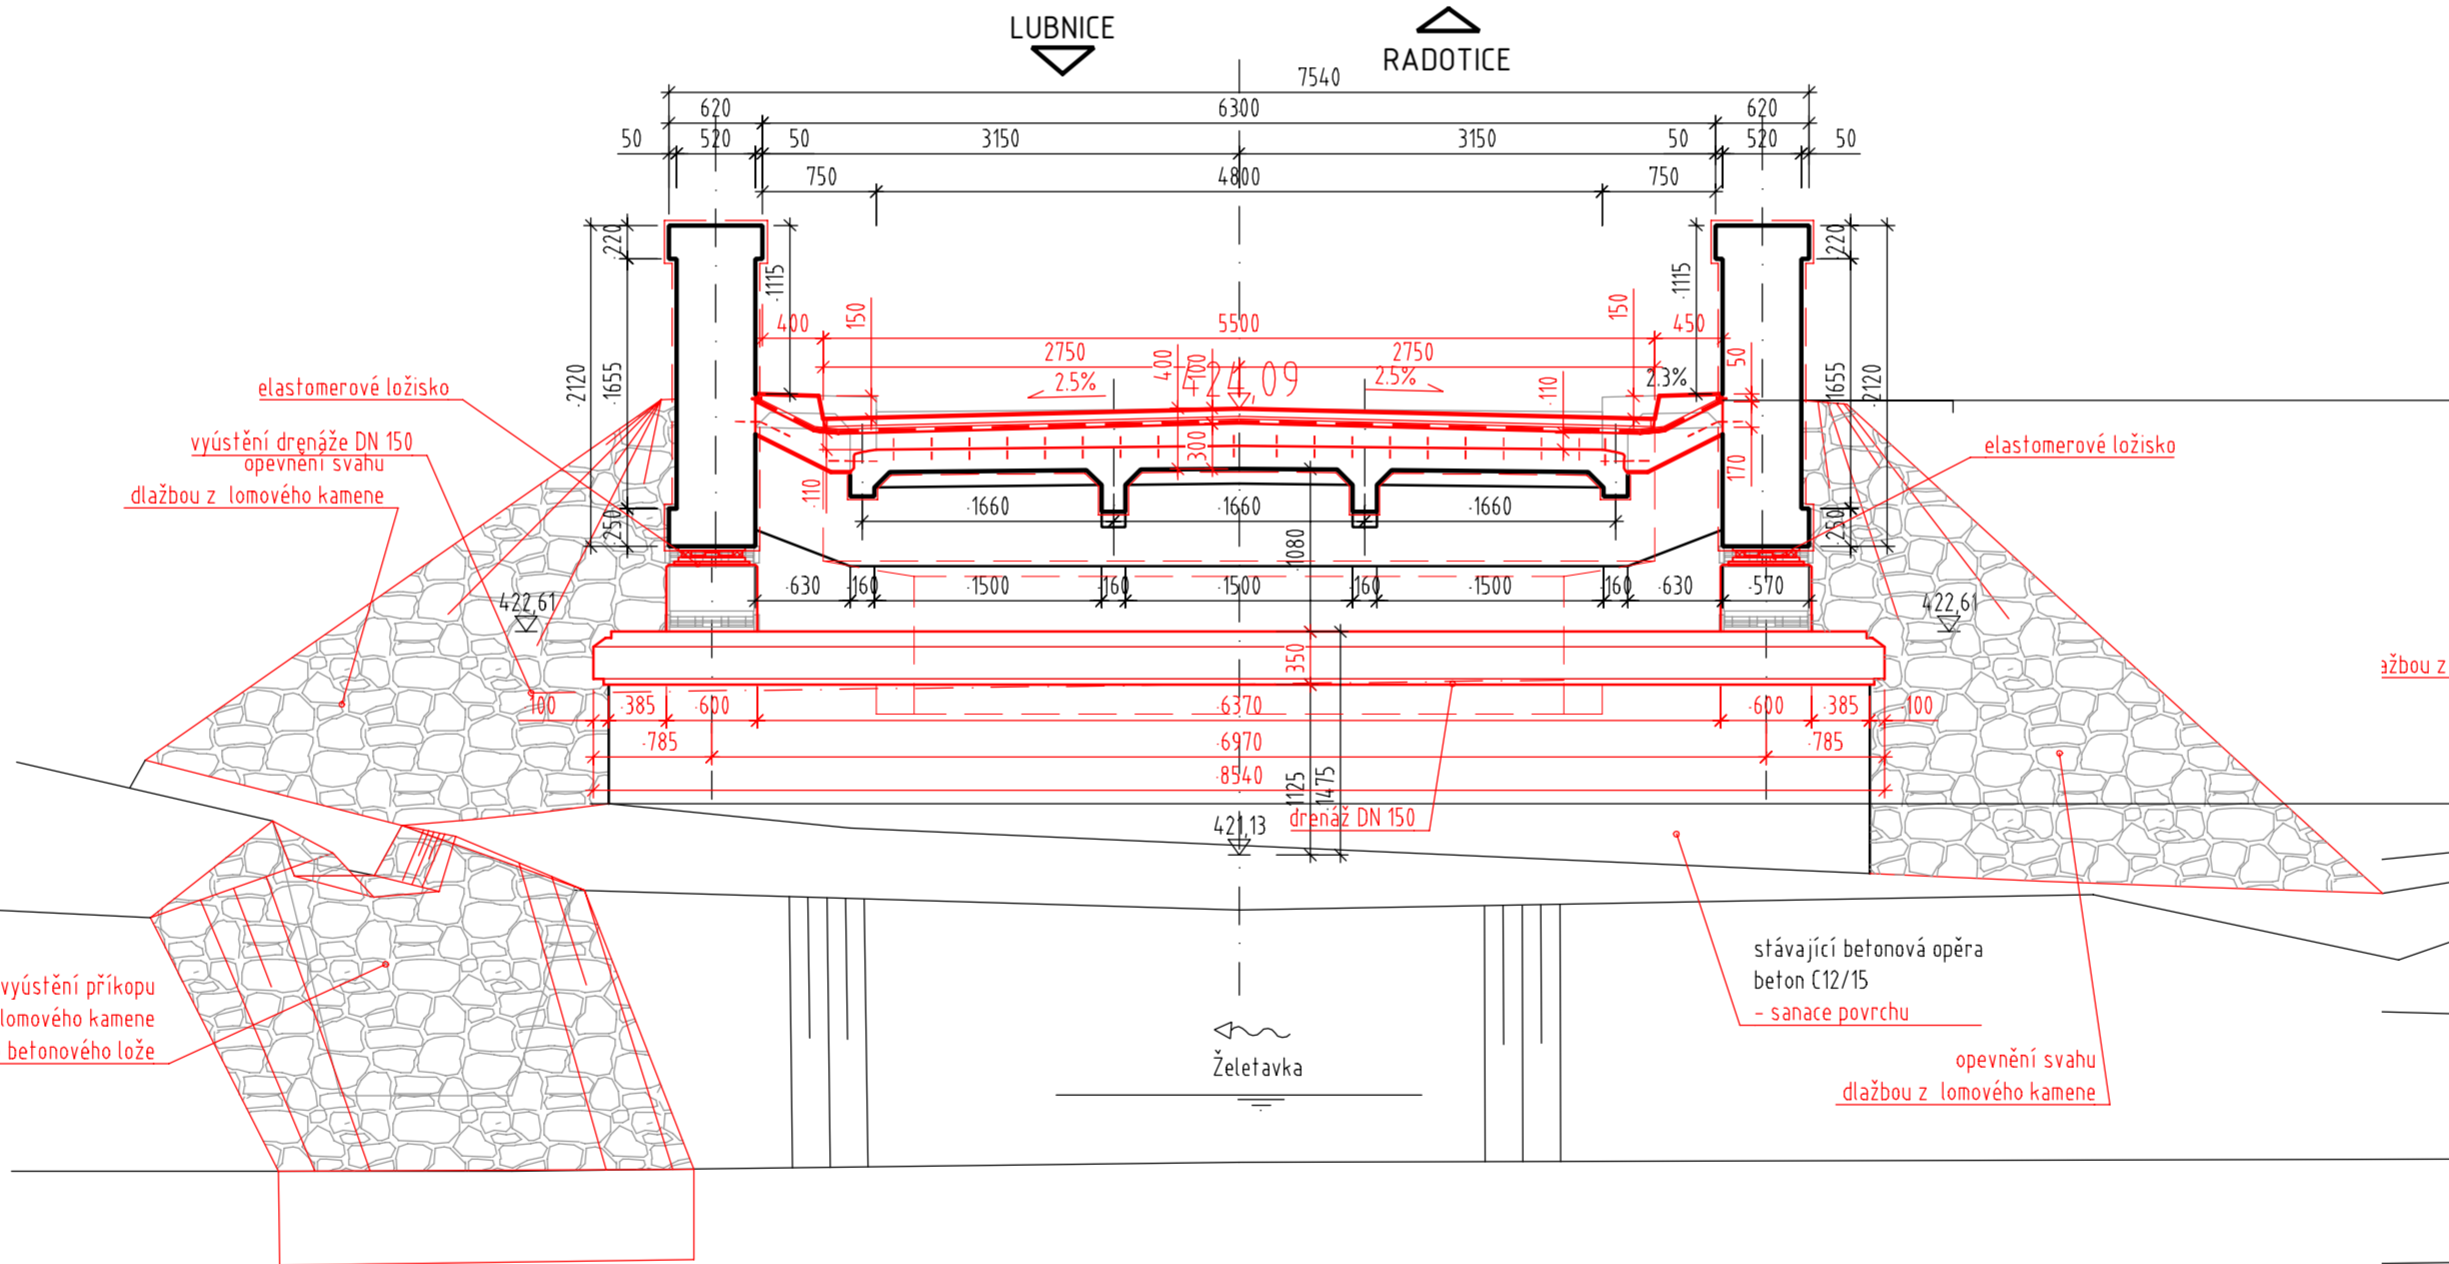 LUBNICE
RADOTICE
7540
620 6300 620
50 520 50 3150 3150 50 520 50
750 4800 750
220 1115 1115 220
400 150 5500 150 450
2750 400 100 2750 50
424,09
2.5% 2.5% 2.3%
2120 1655 110 1655 2120
elastomerové ložisko
vyústění drenáže DN 150
opevnění svahu
dlažbou z lomového kamene
elastomerové ložisko
300 170
110
1660 1660 1660
250 1080 250
630 160 1500 160 1500 160 1500 160 630 570
422,61 422,61
350
ažbou z
100 385 600 6370 600 385 100
785 6970 785
8540
1125 1475
drenáž DN 150
421,13
stávající betonová opěra
beton C12/15
- sanace povrchu
vyústění příkopu
lomového kamene
betonového lože
Želetavka
opevnění svahu
dlažbou z lomového kamene